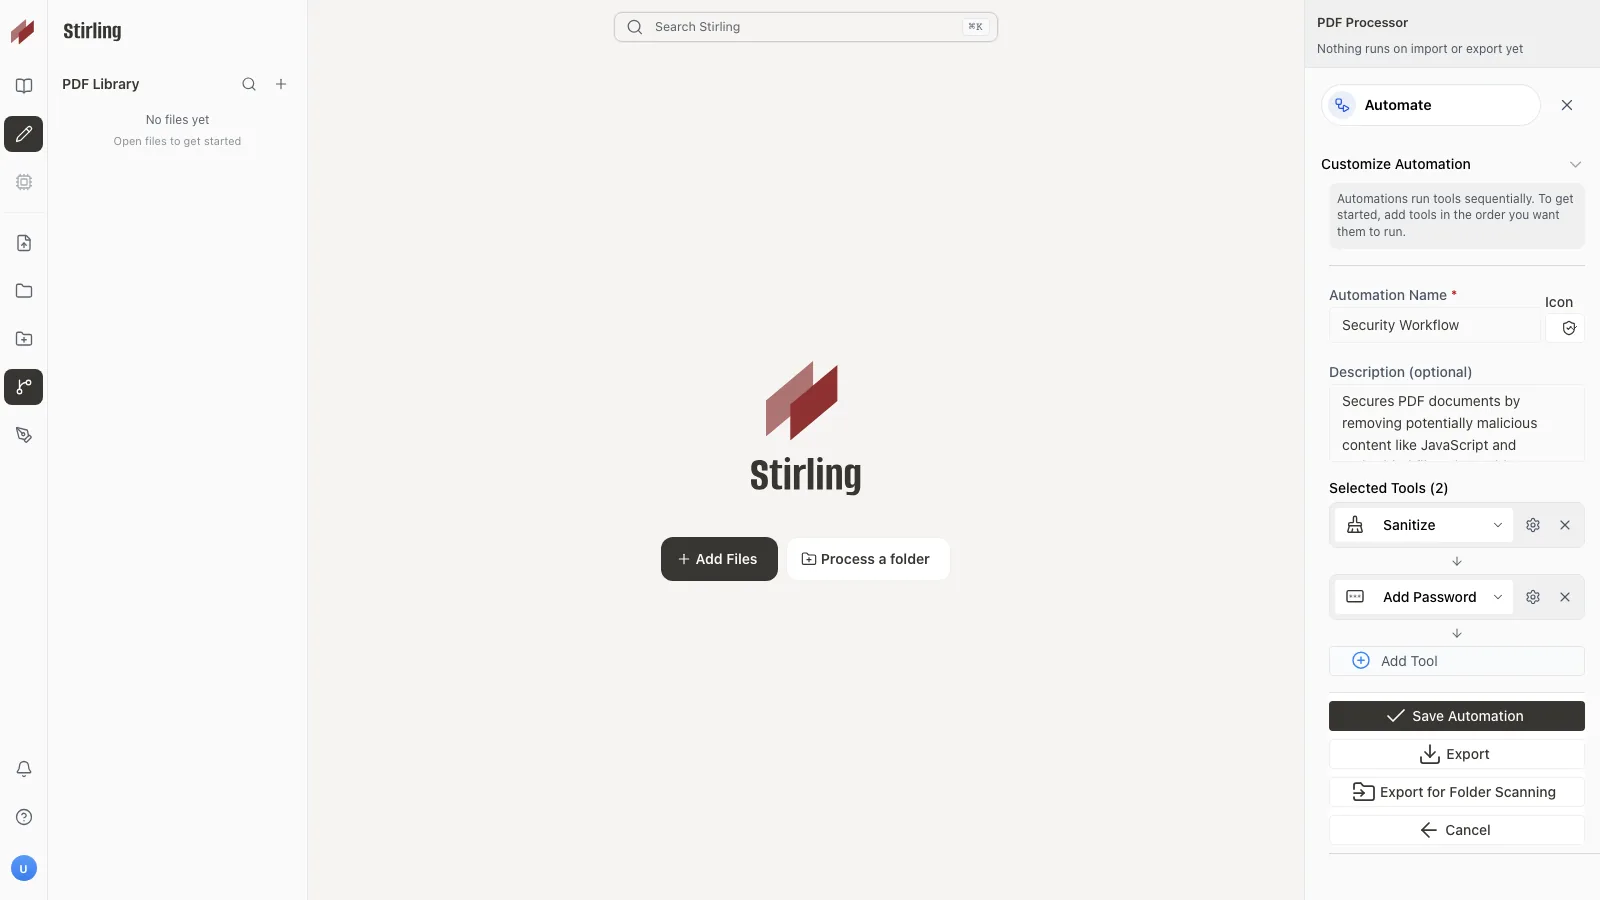 Stirling
PDF Library
No files yet
Open files to get started
U
Search Stirling
⌘K
Stirling
+ Add Files
Process a folder
PDF Processor
Nothing runs on import or export yet
Automate
Customize Automation
Automations run tools sequentially. To get
started, add tools in the order you want
them to run.
Automation Name *
Icon
Security Workflow
Description (optional)
Secures PDF documents by
removing potentially malicious
content like JavaScript and
Selected Tools (2)
Sanitize
Add Password
Add Tool
Save Automation
Export
Export for Folder Scanning
Cancel